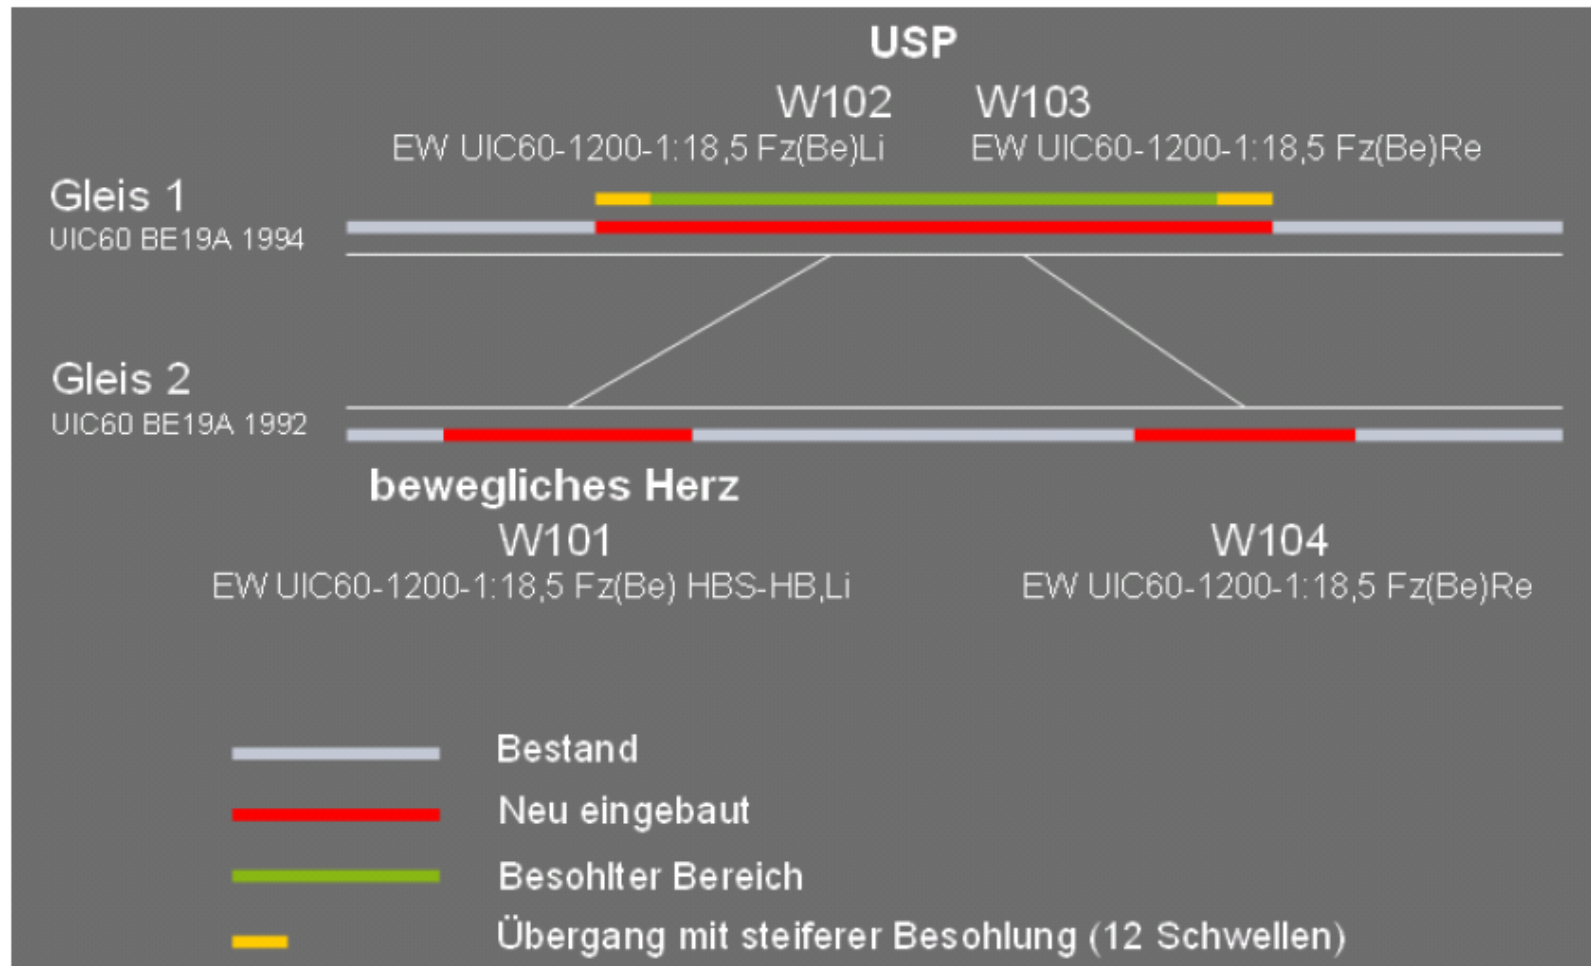 USP
W102 W103
EW UIC60-1200-1:18,5 Fz(Be)Li EW UIC60-1200-1:18,5 Fz(Be)Re
Gleis 1
UIC60 BE19A 1994
Gleis 2
UIC60 BE19A 1992
bewegliches Herz
W101 W104
EW UIC60-1200-1:18,5 Fz(Be) HBS-HB,Li EW UIC60-1200-1:18,5 Fz(Be)Re
Bestand
Neu eingebaut
Besohlter Bereich
Übergang mit steiferer Besohlung (12 Schwellen)